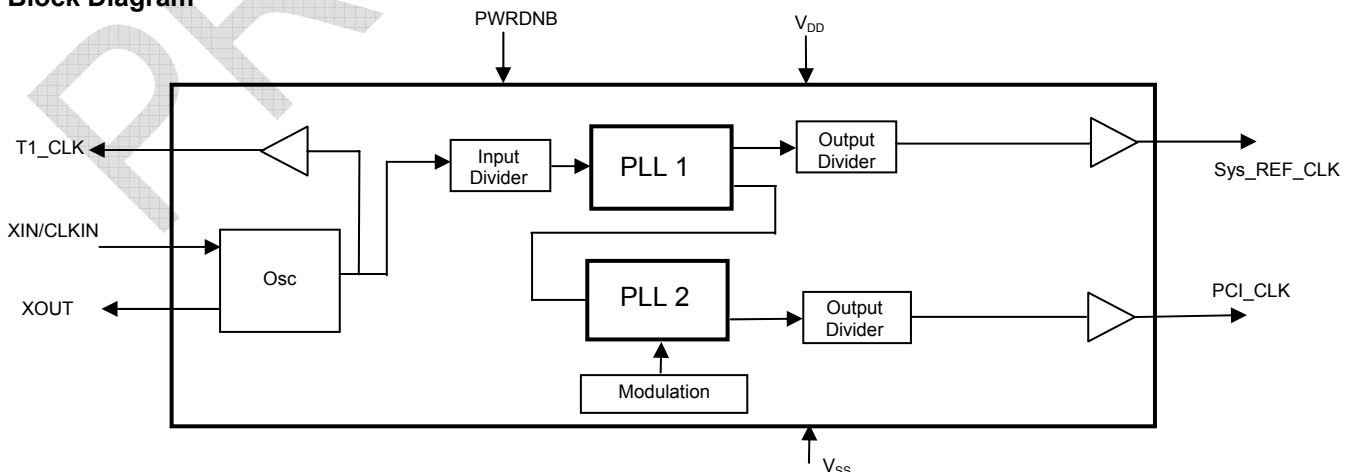 Block Diagram
PWRDNB
VDD
T1_CLK
Input
Divider
PLL 1
Output
Divider
Sys_REF_CLK
XIN/CLKIN
Osc
XOUT
PLL 2
Output
Divider
PCI_CLK
Modulation
VSS